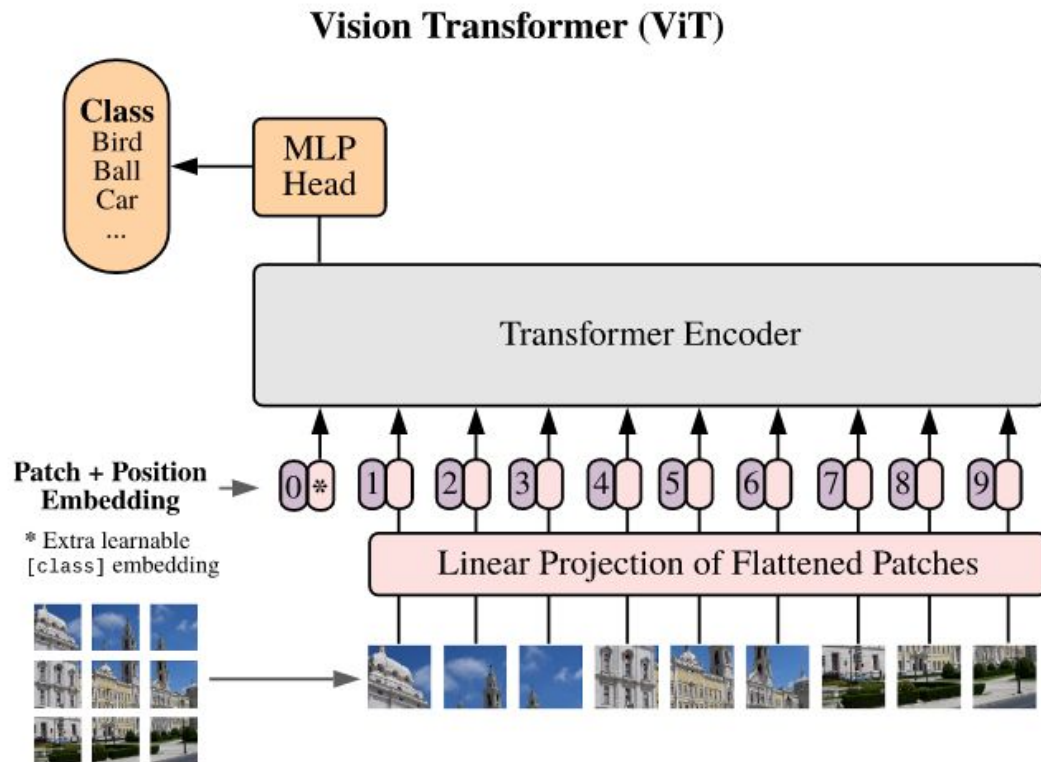 Vision Transformer (ViT)
Class
Bird
Ball
Car
...
MLP
Head
Transformer Encoder
Patch + Position
Embedding
0 * 1 2 3 4 5 6 7 8 9
* Extra learnable
[class] embedding
Linear Projection of Flattened Patches